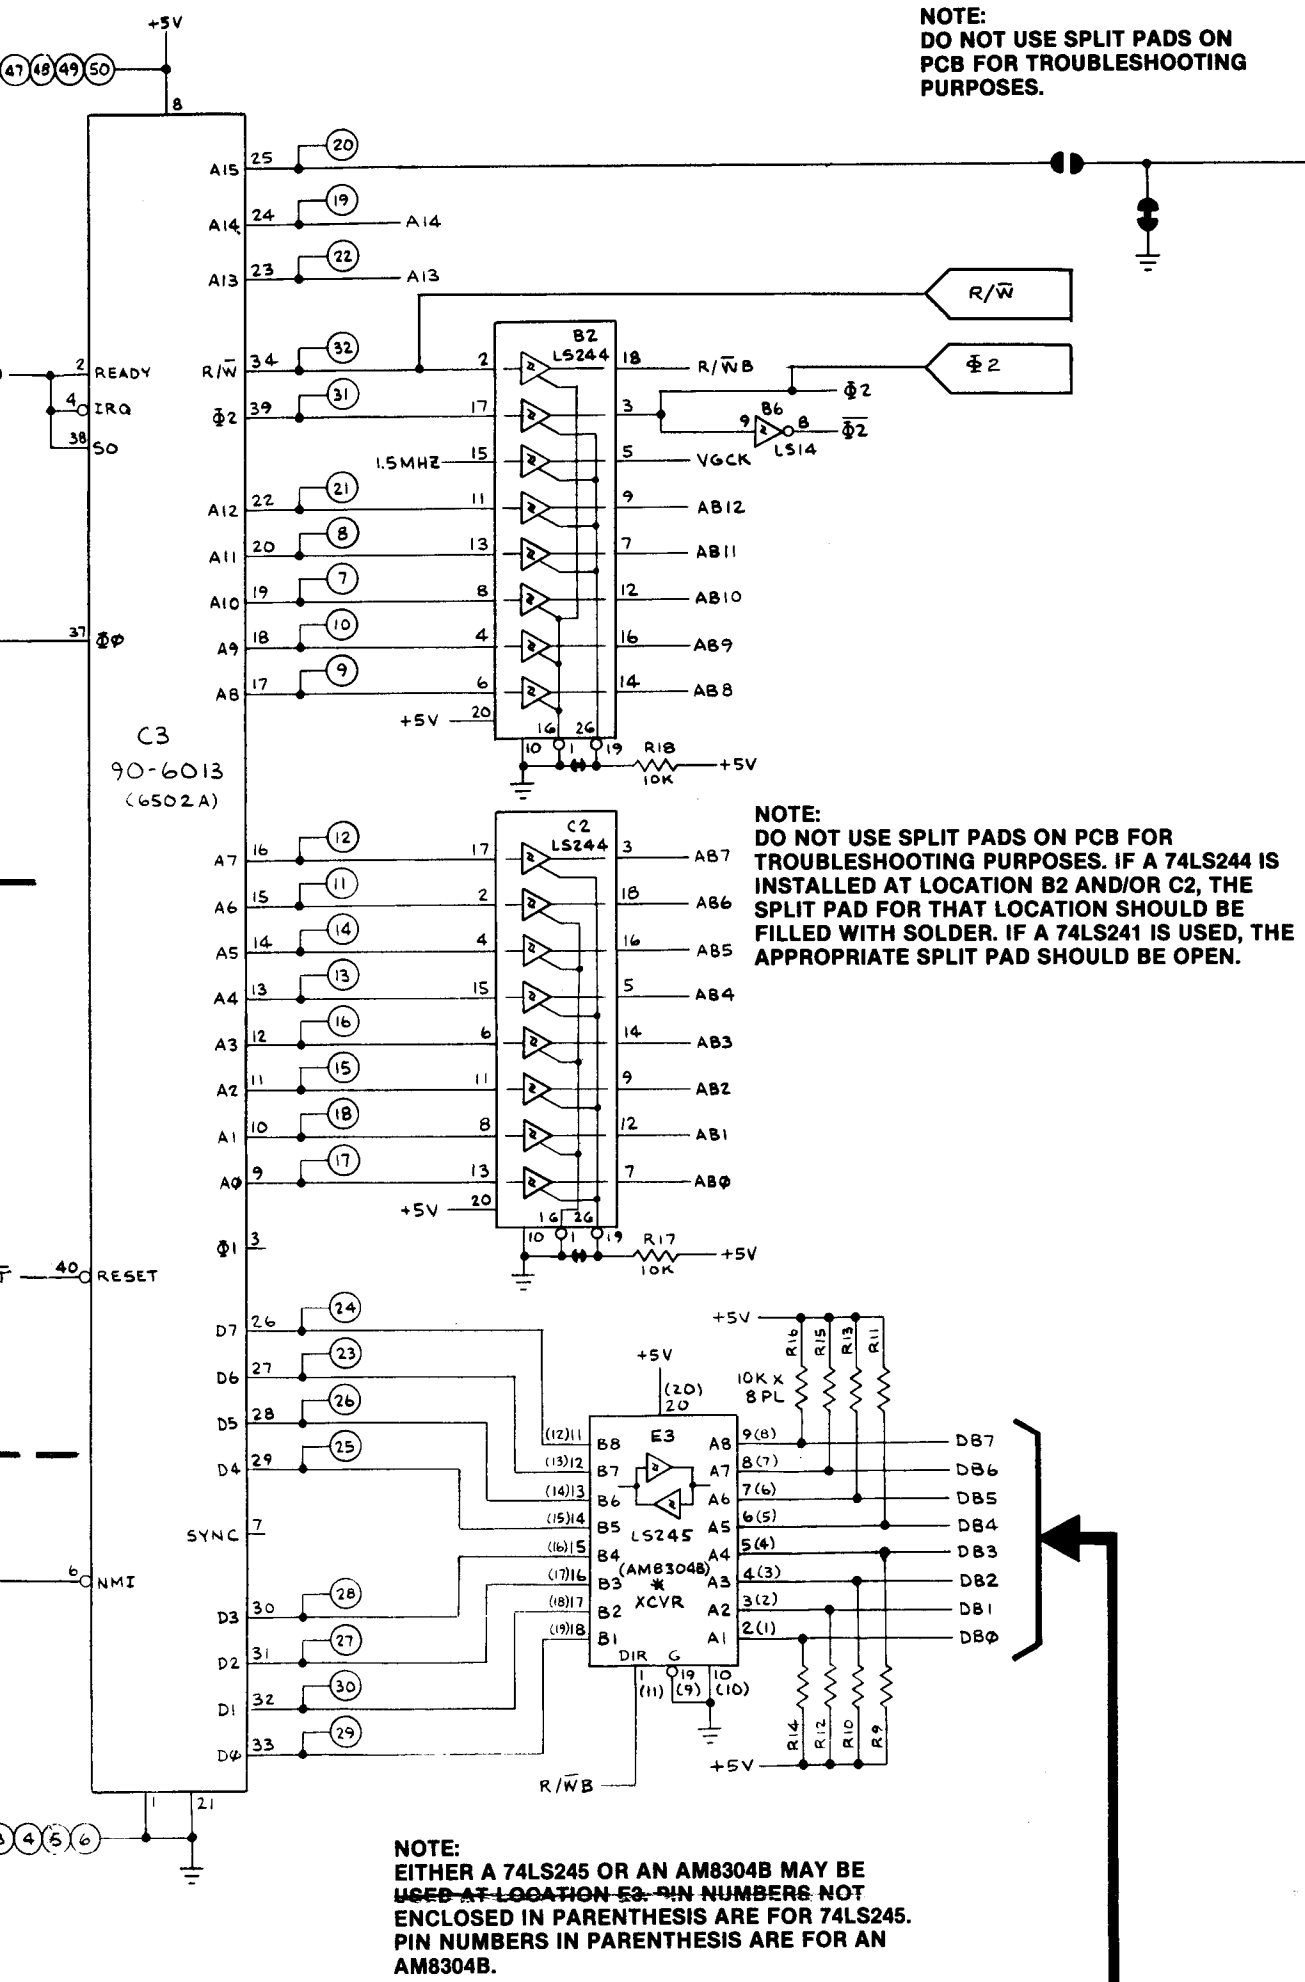 NOTE:
DO NOT USE SPLIT PADS ON
PCB FOR TROUBLESHOOTING
PURPOSES.
+5V
47 48 49 50
8
A15 25 20
A14 24 19 A14
A13 23 22 A13
R/W̅
2 READY
R/W̅ 34 32 2 B2 LS244 18 R/W̅B
Φ2
4 IRQ
Φ2 39 31 17 3 Φ2
9 B6 8 Φ̅2̅
LS14
38 SO
1.5MHZ 15 5 VGCK
A12 22 21 11 9 AB12
A11 20 8 13 7 AB11
A10 19 7 8 12 AB10
37 Φø
A9 18 10 4 16 AB9
A8 17 9 6 14 AB8
+5V 20
1G 2G
10 1 19 R18 +5V
10K
C3
90-6013
(6502A)
NOTE:
DO NOT USE SPLIT PADS ON PCB FOR
TROUBLESHOOTING PURPOSES. IF A 74LS244 IS
INSTALLED AT LOCATION B2 AND/OR C2, THE
SPLIT PAD FOR THAT LOCATION SHOULD BE
FILLED WITH SOLDER. IF A 74LS241 IS USED, THE
APPROPRIATE SPLIT PAD SHOULD BE OPEN.
C2
LS244
A7 16 12 17 3 AB7
A6 15 11 2 18 AB6
A5 14 14 4 16 AB5
A4 13 13 15 5 AB4
A3 12 16 6 14 AB3
A2 11 15 11 9 AB2
A1 10 18 8 12 AB1
Aø 9 17 13 7 ABø
+5V 20
1G 2G
10 1 19 R17 +5V
10K
Φ1 3
40 RESET
D7 26 24
D6 27 23
D5 28 26
D4 29 25
SYNC 7
6 NMI
D3 30 28
D2 31 27
D1 32 30
Dø 33 29
+5V
R16 R15 R13 R11
10K X
8PL
+5V
(20)
20
E3
(12)11 B8 A8 9(8) DB7
(13)12 B7 A7 8(7) DB6
(14)13 B6 A6 7(6) DB5
(15)14 B5 A5 6(5) DB4
LS245
(16)15 B4 A4 5(4) DB3
(AM8304B)
(17)16 B3 A3 4(3) DB2
*
XCVR
(18)17 B2 A2 3(2) DB1
(19)18 B1 A1 2(1) DBø
DIR G
1 19 10
(11) (9) (10)
R14 R12 R10 R9
+5V
R/W̅B
1 21
4 5 6
NOTE:
EITHER A 74LS245 OR AN AM8304B MAY BE
USED AT LOCATION E3. PIN NUMBERS NOT
ENCLOSED IN PARENTHESIS ARE FOR 74LS245.
PIN NUMBERS IN PARENTHESIS ARE FOR AN
AM8304B.